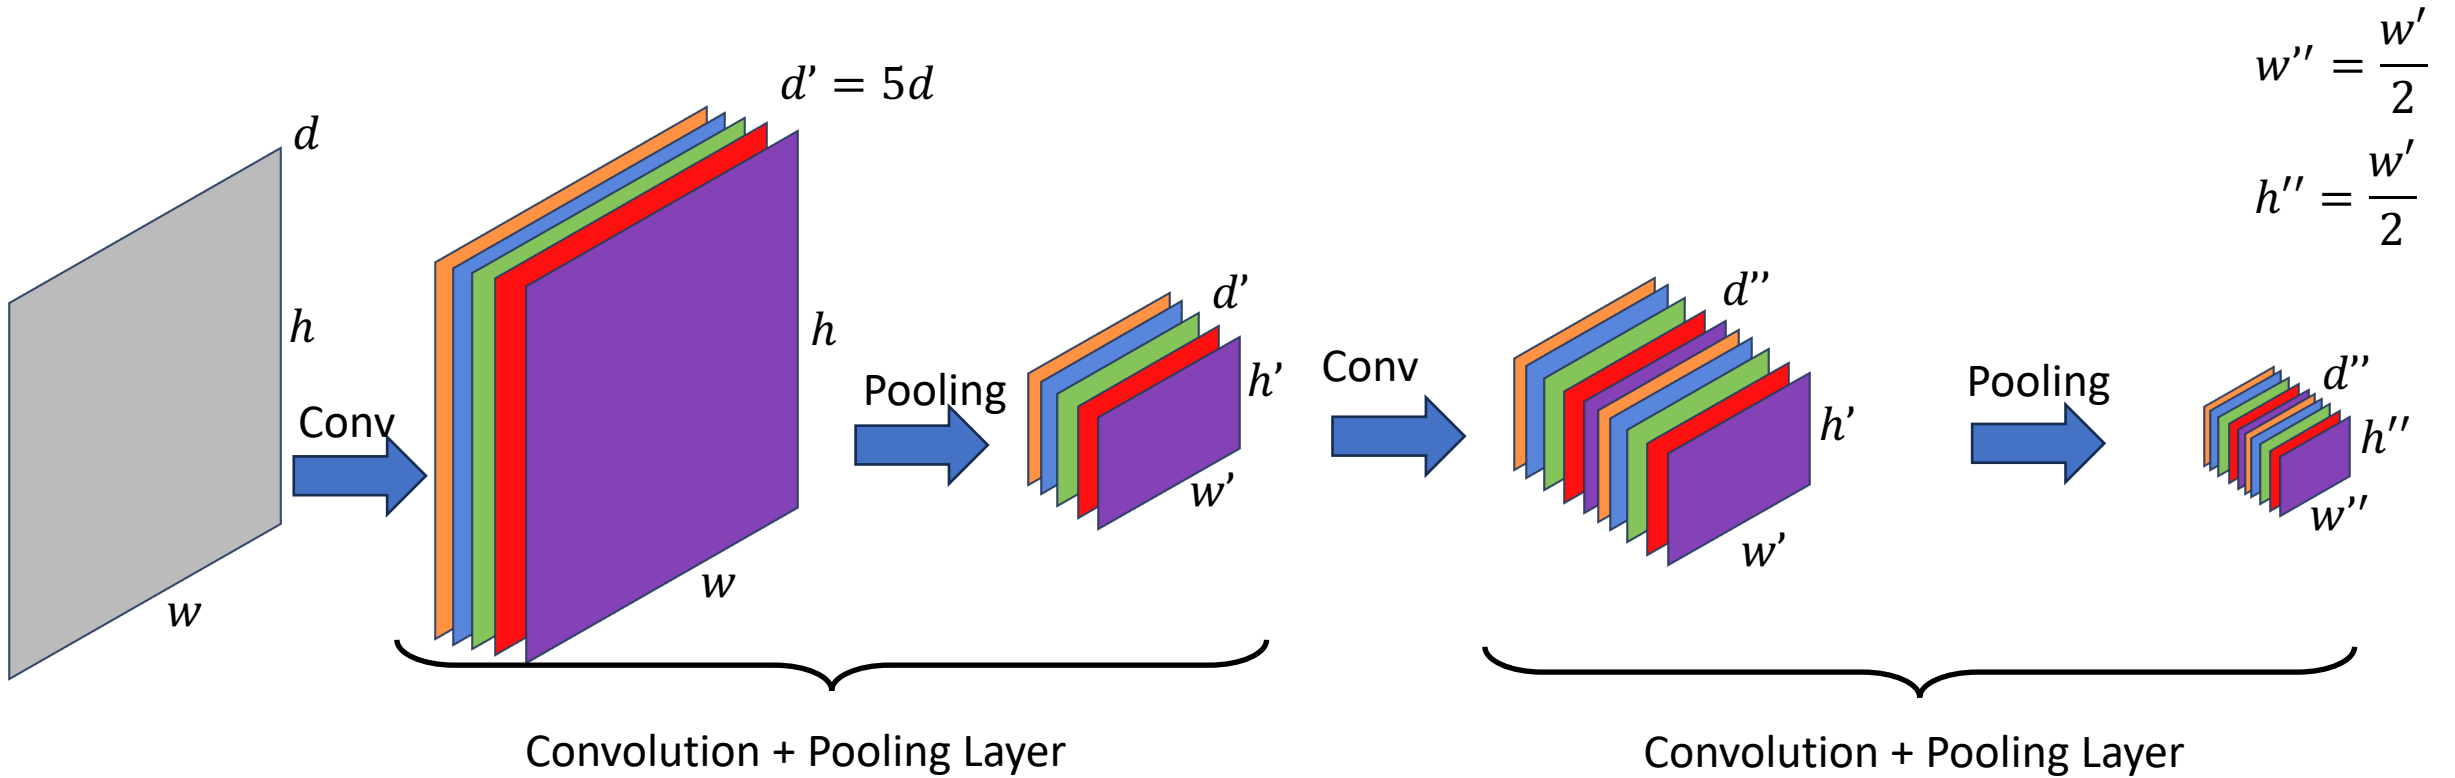 d
h
w
Conv
d’ = 5d
h
w
Pooling
d’
h’
w’
Conv
d’’
h’
w’
Pooling
d’’
h′′
w’′
w’′ = w′/2
h′′ = w′/2
Convolution + Pooling Layer
Convolution + Pooling Layer